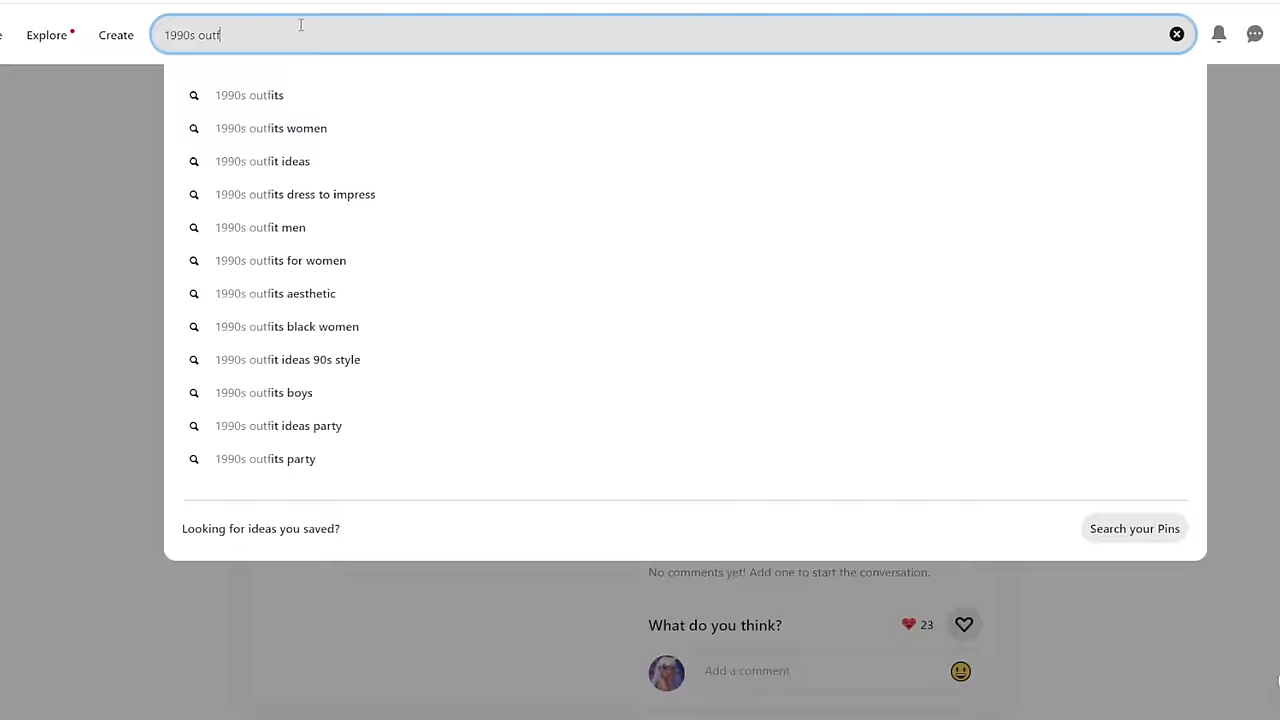 Explore
Create
1990s outf
1990s outfits
1990s outfits women
1990s outfit ideas
1990s outfits dress to impress
1990s outfit men
1990s outfits for women
1990s outfits aesthetic
1990s outfits black women
1990s outfit ideas 90s style
1990s outfits boys
1990s outfit ideas party
1990s outfits party
Looking for ideas you saved?
Search your Pins
No comments yet! Add one to start the conversation.
What do you think?
23
Add a comment